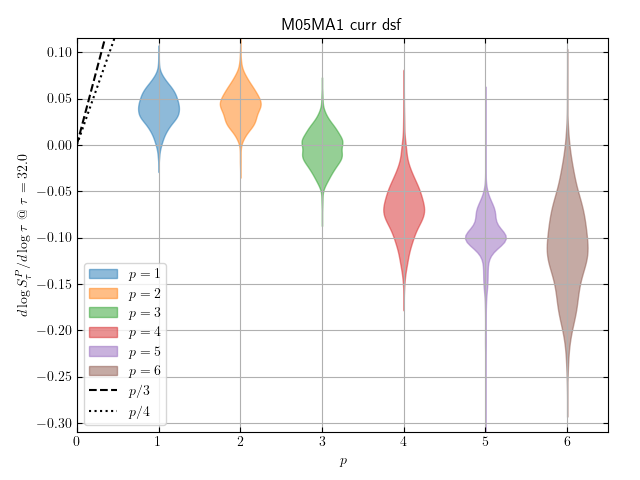 M05MA1 curr dsf
d log S_τ^P / d log τ @ τ = 32.0
0.10
0.05
0.00
−0.05
−0.10
−0.15
−0.20
−0.25
−0.30
p = 1
p = 2
p = 3
p = 4
p = 5
p = 6
p/3
p/4
0 1 2 3 4 5 6
p